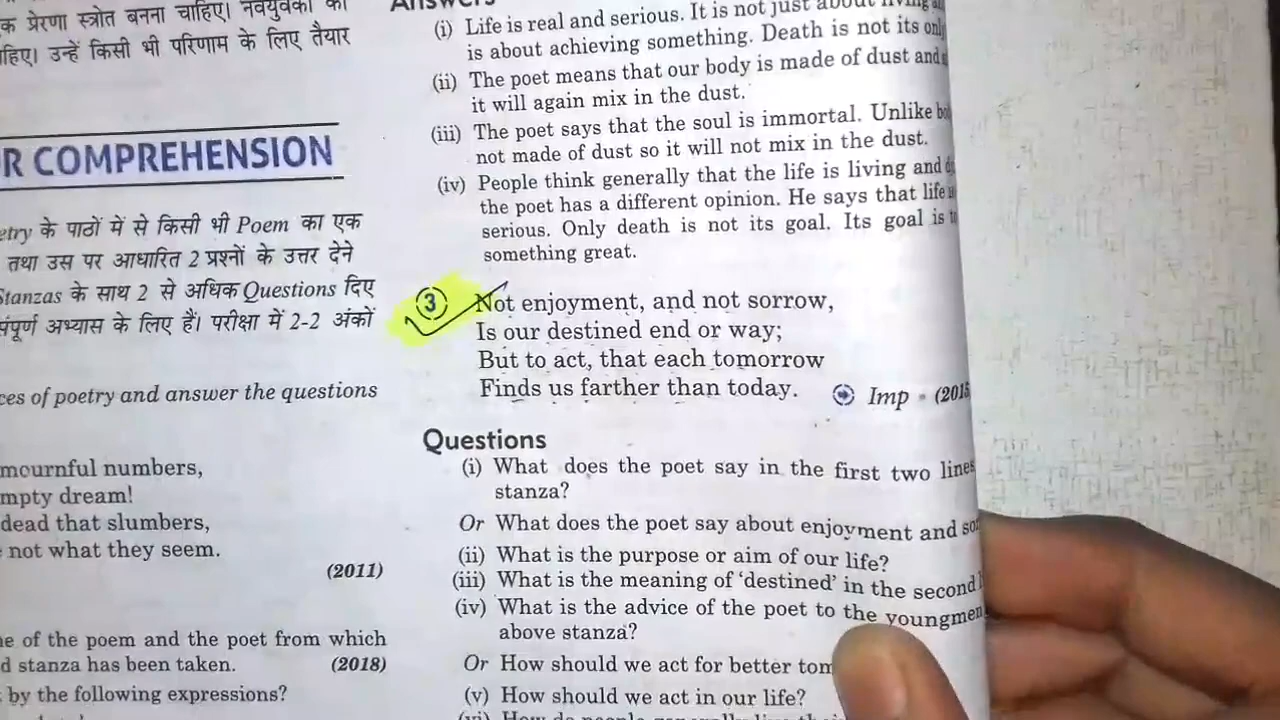 क प्रेरणा स्त्रोत बनना चाहिए। नवयुवकों को
हिए। उन्हें किसी भी परिणाम के लिए तैयार
R COMPREHENSION
etry के पाठों में से किसी भी Poem का एक
तथा उस पर आधारित 2 प्रश्नों के उत्तर देने
Stanzas के साथ 2 से अधिक Questions दिए
संपूर्ण अभ्यास के लिए हैं। परीक्षा में 2-2 अंकों
ces of poetry and answer the questions
mournful numbers,
mpty dream!
dead that slumbers,
not what they seem.
(2011)
ne of the poem and the poet from which
d stanza has been taken. (2018)
by the following expressions?
Answers
(i) Life is real and serious. It is not just about living
is about achieving something. Death is not its only
(ii) The poet means that our body is made of dust and
it will again mix in the dust.
(iii) The poet says that the soul is immortal. Unlike
not made of dust so it will not mix in the dust.
(iv) People think generally that the life is living and
the poet has a different opinion. He says that life
serious. Only death is not its goal. Its goal is
something great.
3 Not enjoyment, and not sorrow,
Is our destined end or way;
But to act, that each tomorrow
Finds us farther than today. Imp (2015
Questions
(i) What does the poet say in the first two lines
stanza?
Or What does the poet say about enjoyment and
(ii) What is the purpose or aim of our life?
(iii) What is the meaning of 'destined' in the second
(iv) What is the advice of the poet to the youngmen
above stanza?
Or How should we act for better tom
(v) How should we act in our life?